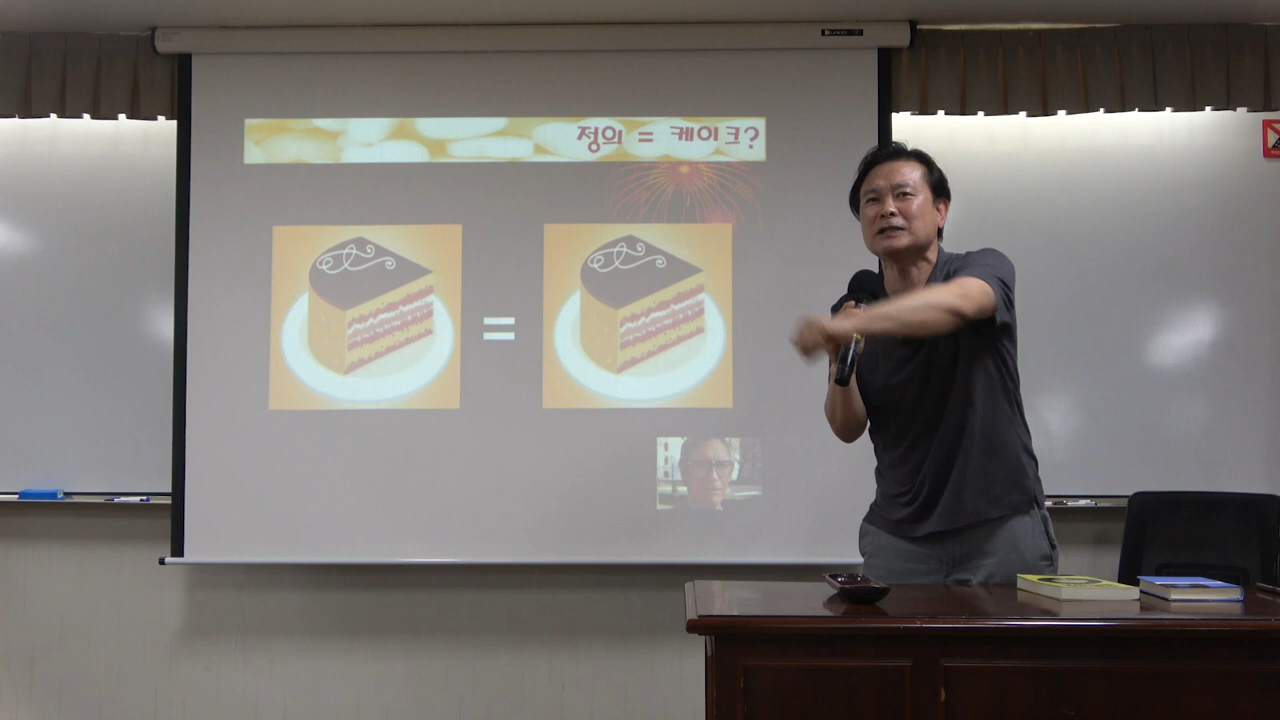 정의 = 케이크?
=